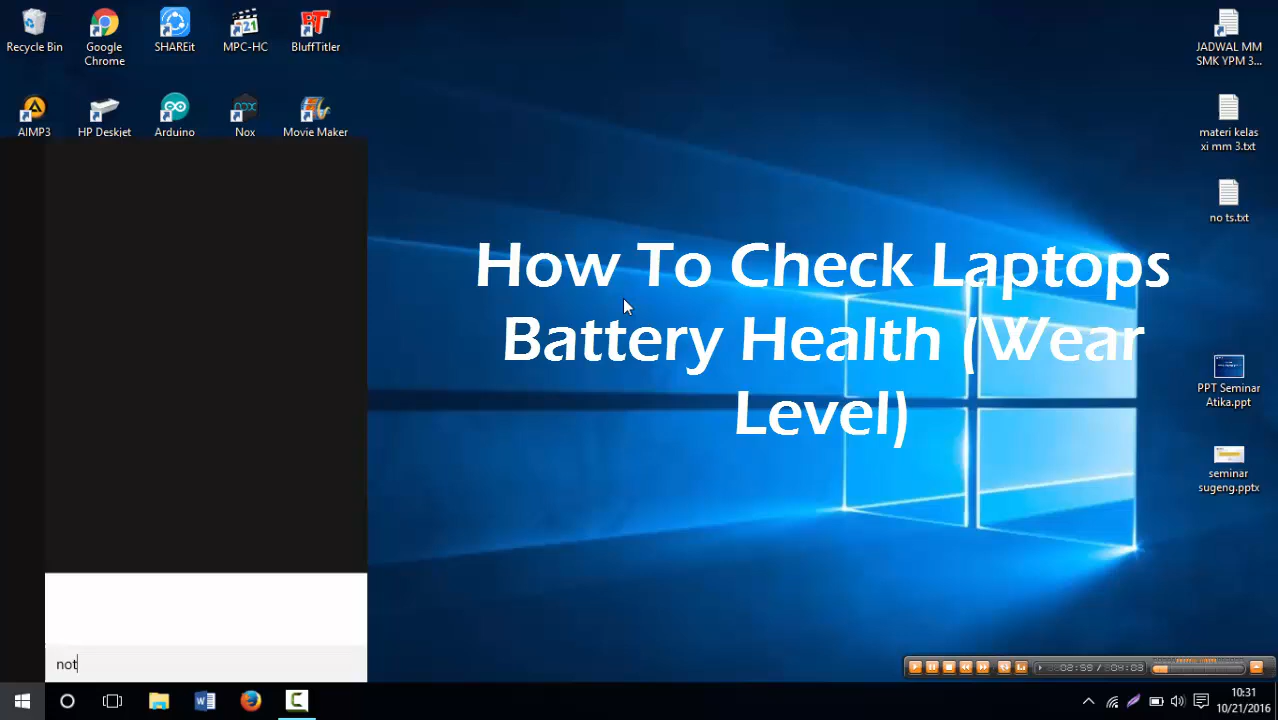 Recycle Bin
Google
Chrome
SHAREit
MPC-HC
BluffTitler
JADWAL MM
SMK YPM 3...
AIMP3
HP Deskjet
Arduino
Nox
Movie Maker
materi kelas
xi mm 3.txt
no ts.txt
How To Check Laptops
Battery Health (Wear
Level)
PPT Seminar
Atika.ppt
seminar
sugeng.pptx
not
10:31
10/21/2016